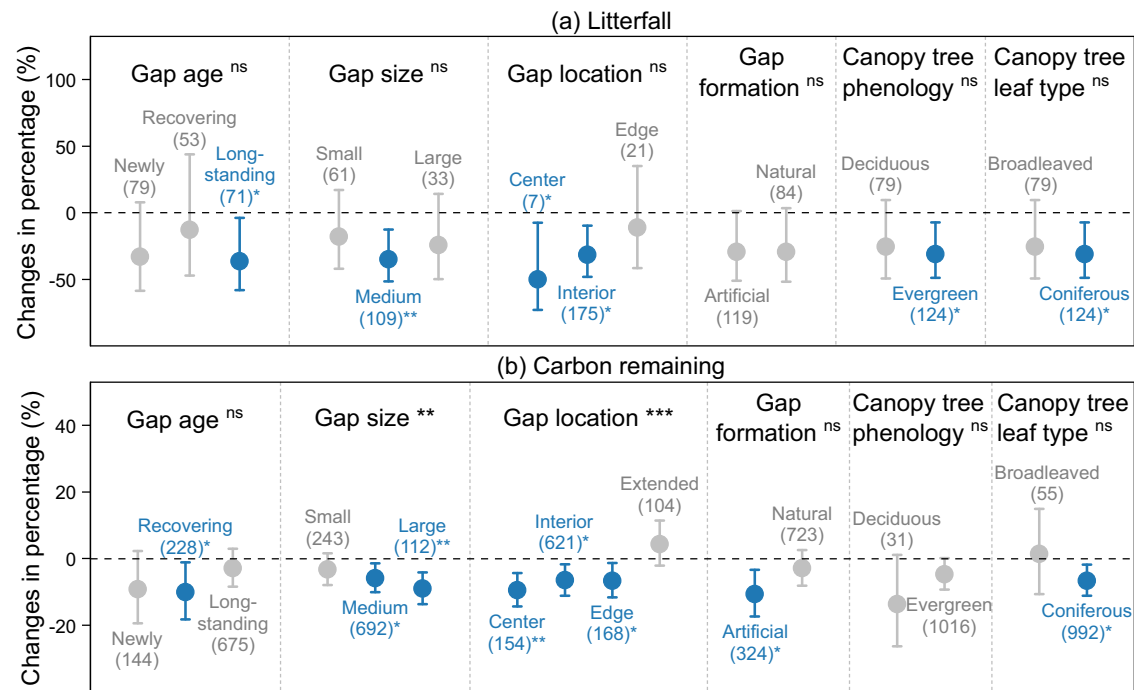 (a) Litterfall
Changes in percentage (%)
100
50
0
-50
Gap age ns
Newly
(79)
Recovering
(53)
Long-
standing
(71)*
Gap size ns
Small
(61)
Medium
(109)**
Large
(33)
Gap location ns
Center
(7)*
Interior
(175)*
Edge
(21)
Gap
formation ns
Artificial
(119)
Natural
(84)
Canopy tree
phenology ns
Deciduous
(79)
Evergreen
(124)*
Canopy tree
leaf type ns
Broadleaved
(79)
Coniferous
(124)*
(b) Carbon remaining
Changes in percentage (%)
40
20
0
-20
Gap age ns
Newly
(144)
Recovering
(228)*
Long-
standing
(675)
Gap size **
Small
(243)
Medium
(692)*
Large
(112)**
Gap location ***
Center
(154)**
Interior
(621)*
Edge
(168)*
Extended
(104)
Gap
formation ns
Artificial
(324)*
Natural
(723)
Canopy tree
phenology ns
Deciduous
(31)
Evergreen
(1016)
Canopy tree
leaf type ns
Broadleaved
(55)
Coniferous
(992)*